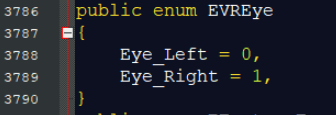 3786 public enum EVREye
3787 {
3788 Eye_Left = 0,
3789 Eye_Right = 1,
3790 }